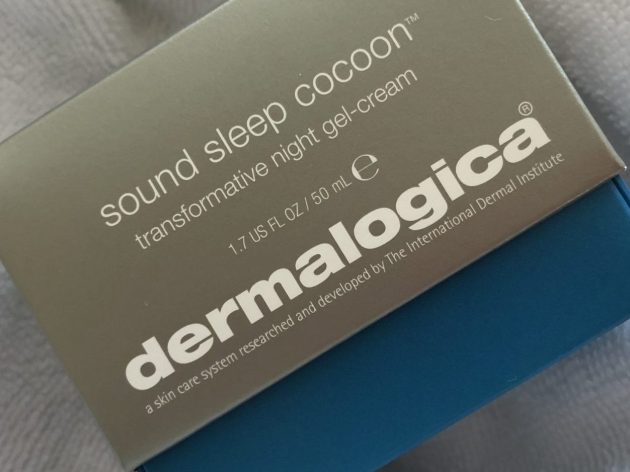 sound sleep cocoon™
transformative night gel-cream
1.7 US FL OZ / 50 mL ℮
dermalogica®
a skin care system researched and developed by The International Dermal Institute